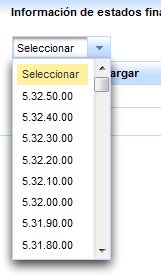 Información de estados fina
Seleccionar
argar
Seleccionar
5.32.50.00
5.32.40.00
5.32.30.00
5.32.20.00
5.32.10.00
5.32.00.00
5.31.90.00
5.31.80.00